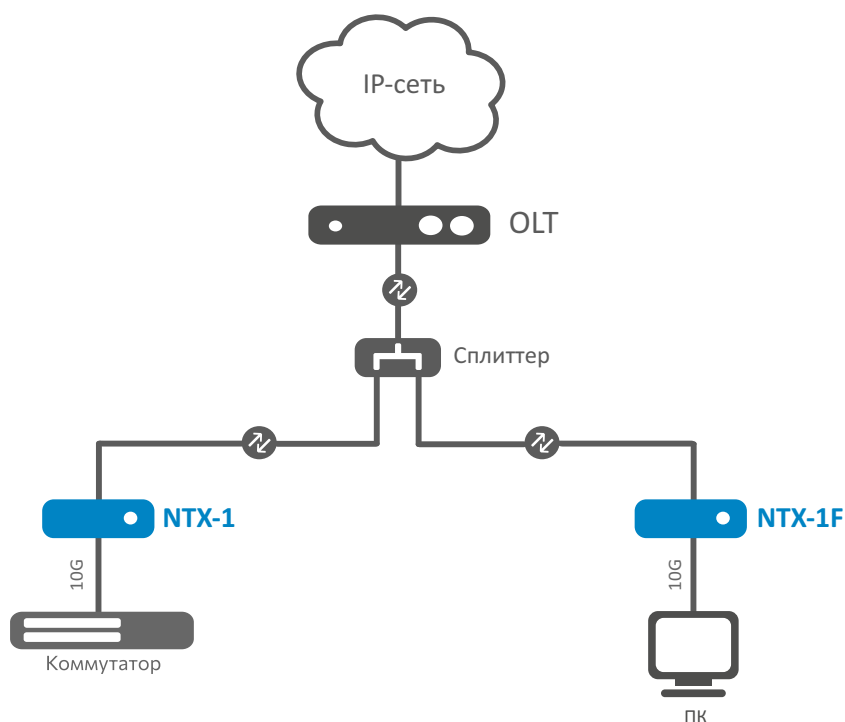 IP-сеть
OLT
Сплиттер
NTX-1
NTX-1F
10G
10G
Коммутатор
ПК